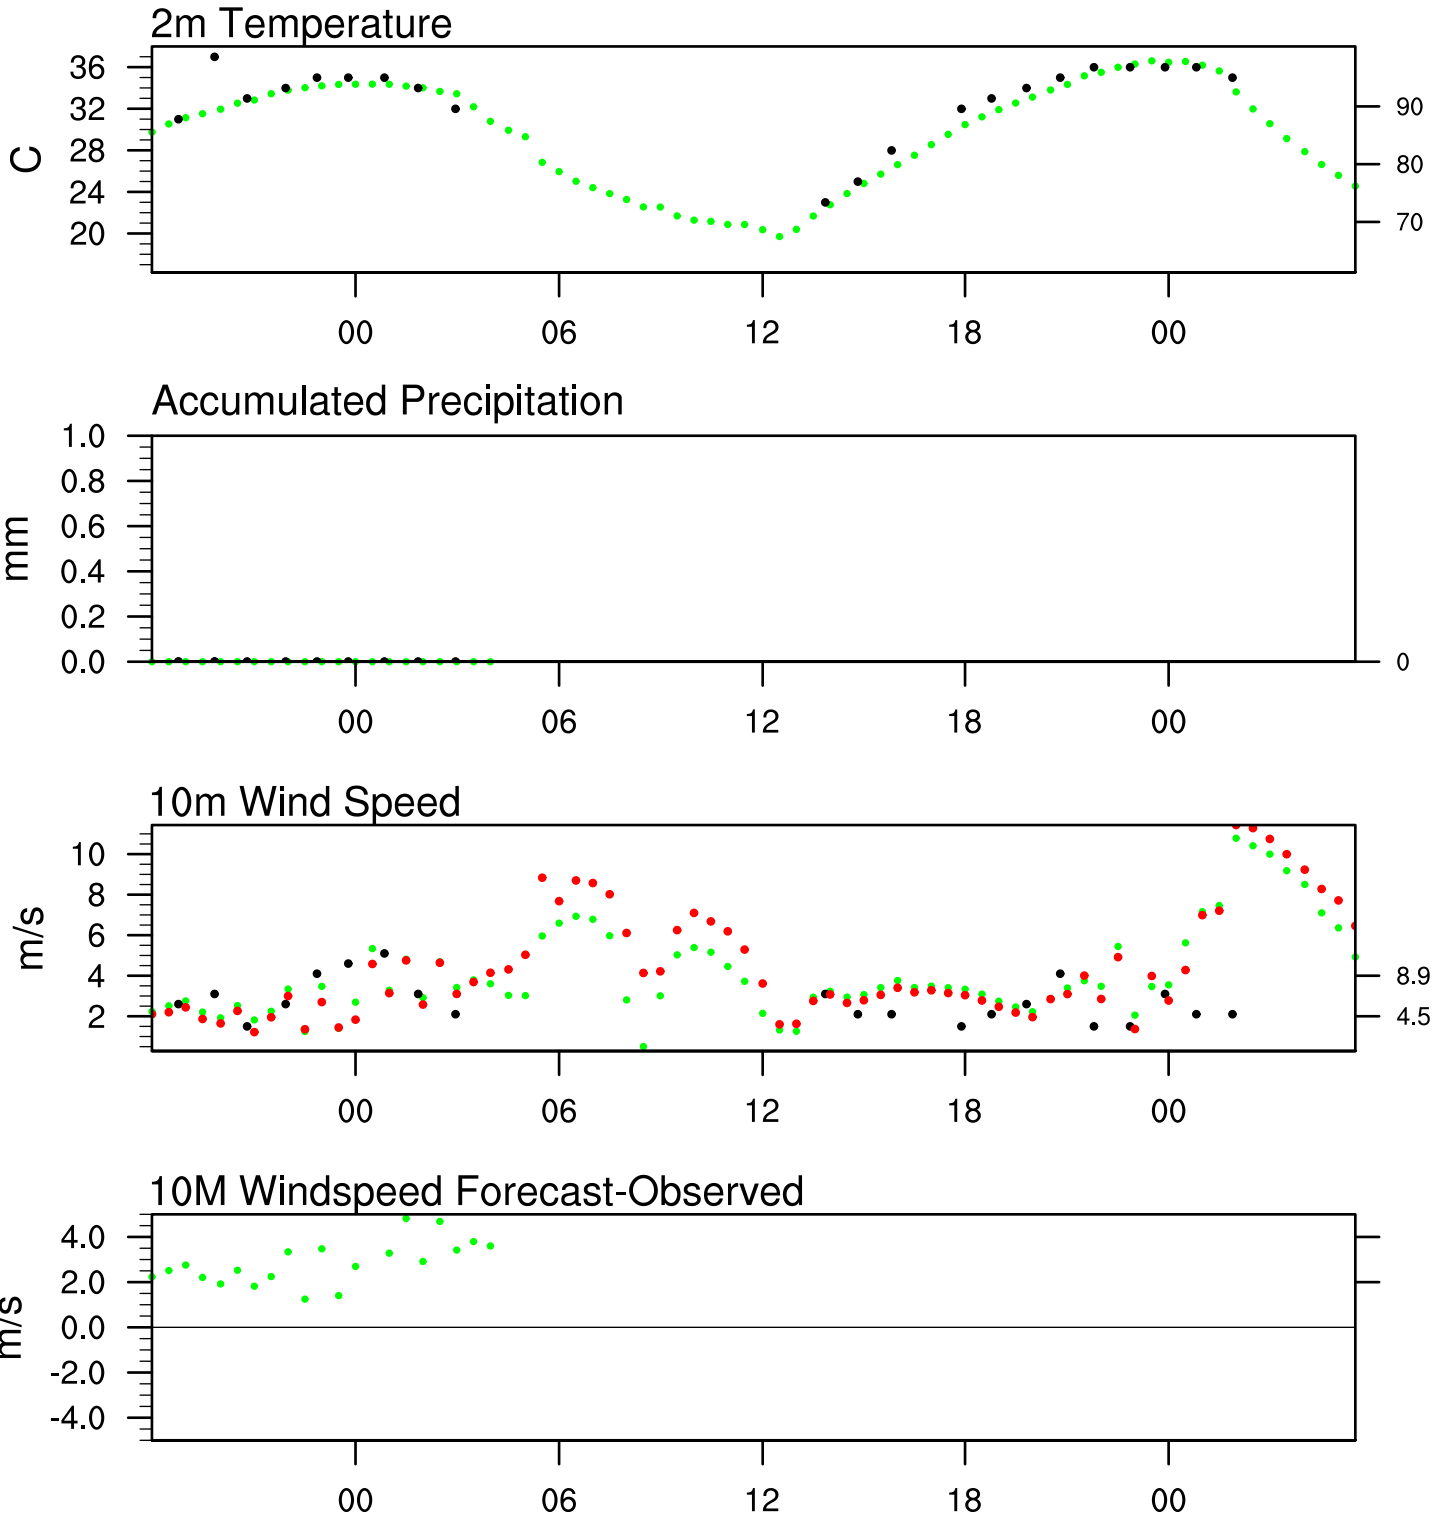 2m Temperature
36
32
28
24
20
C
90
80
70
00 06 12 18 00
Accumulated Precipitation
1.0
0.8
0.6
0.4
0.2
0.0
mm
0
00 06 12 18 00
10m Wind Speed
10
8
6
4
2
m/s
8.9
4.5
00 06 12 18 00
10M Windspeed Forecast-Observed
4.0
2.0
0.0
-2.0
-4.0
m/s
00 06 12 18 00